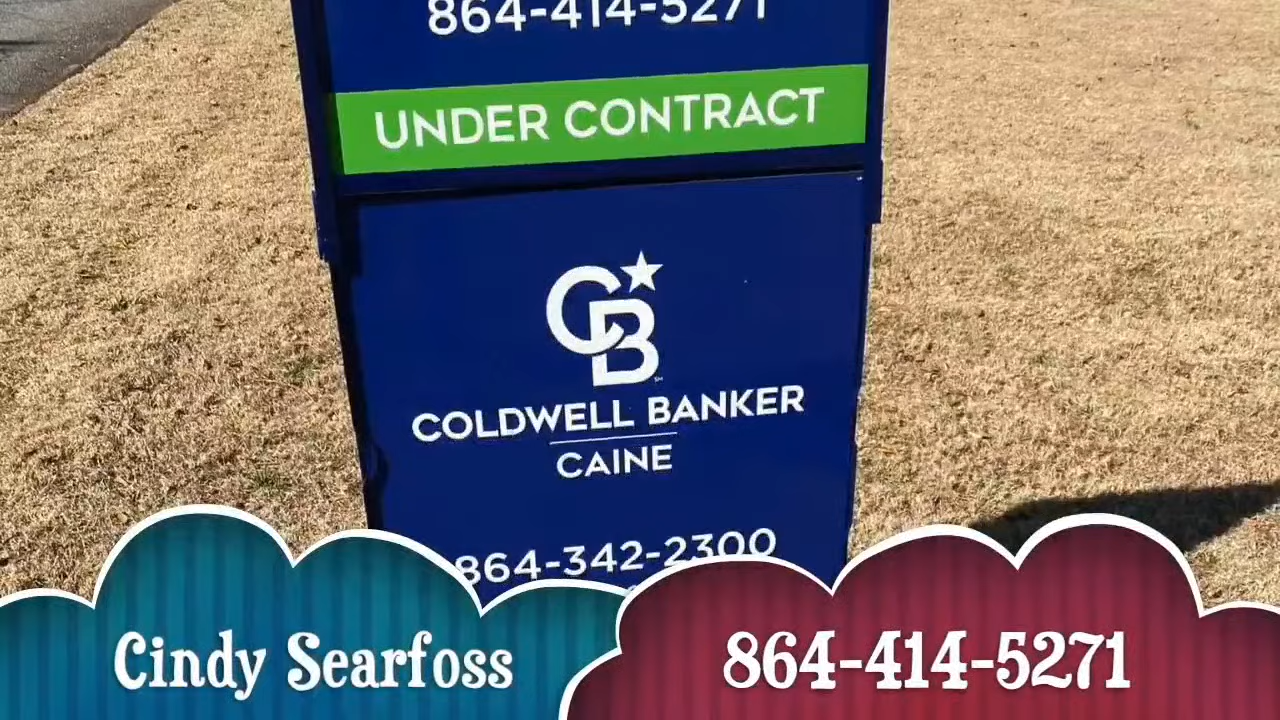 864-414-5271
UNDER CONTRACT
CB
COLDWELL BANKER
CAINE
864-342-2300
Cindy Searfoss
864-414-5271